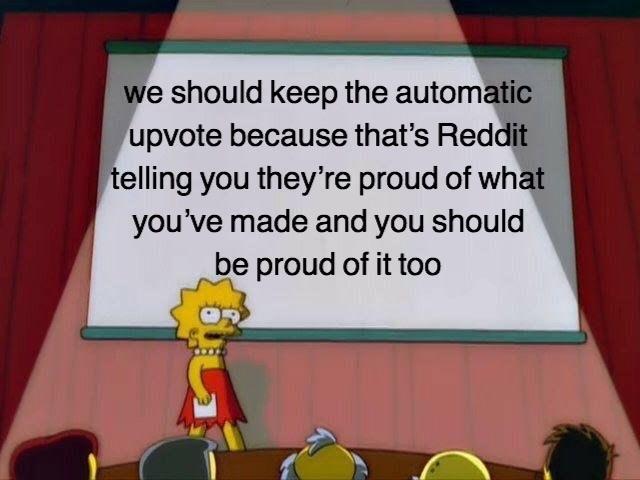 we should keep the automatic
upvote because that’s Reddit
telling you they’re proud of what
you’ve made and you should
be proud of it too